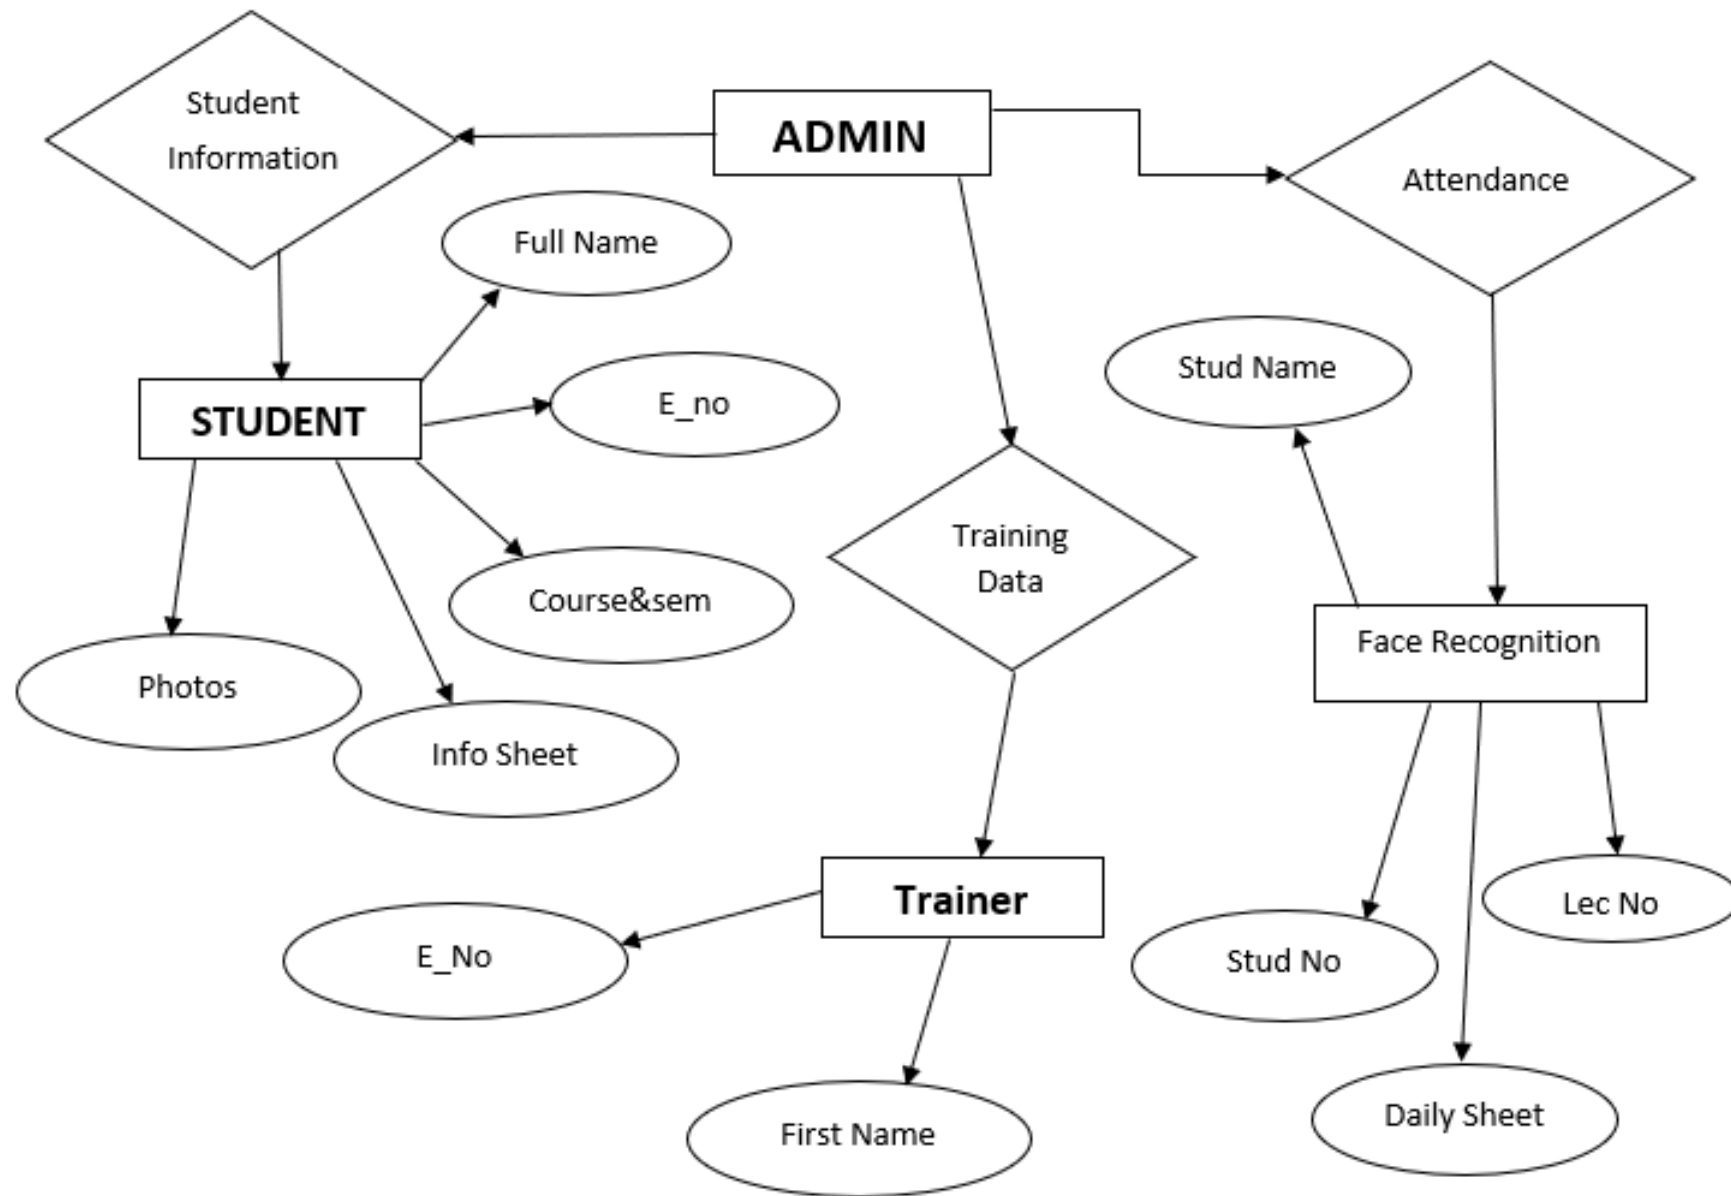 Student
Information
ADMIN
Attendance
Full Name
Stud Name
E_no
STUDENT
Training
Data
Course&sem
Face Recognition
Photos
Info Sheet
Trainer
Lec No
E_No
Stud No
First Name
Daily Sheet